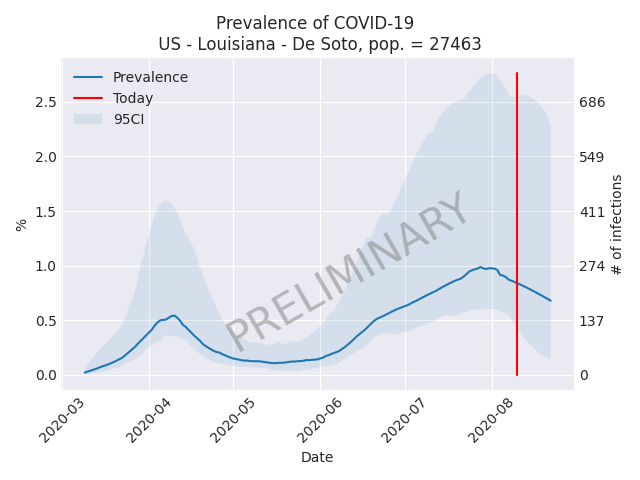 Prevalence of COVID-19
US - Louisiana - De Soto, pop. = 27463
Prevalence
Today
95CI
2.5
2.0
1.5
1.0
0.5
0.0
%
686
549
411
274
137
0
# of infections
PRELIMINARY
2020-03
2020-04
2020-05
2020-06
2020-07
2020-08
Date